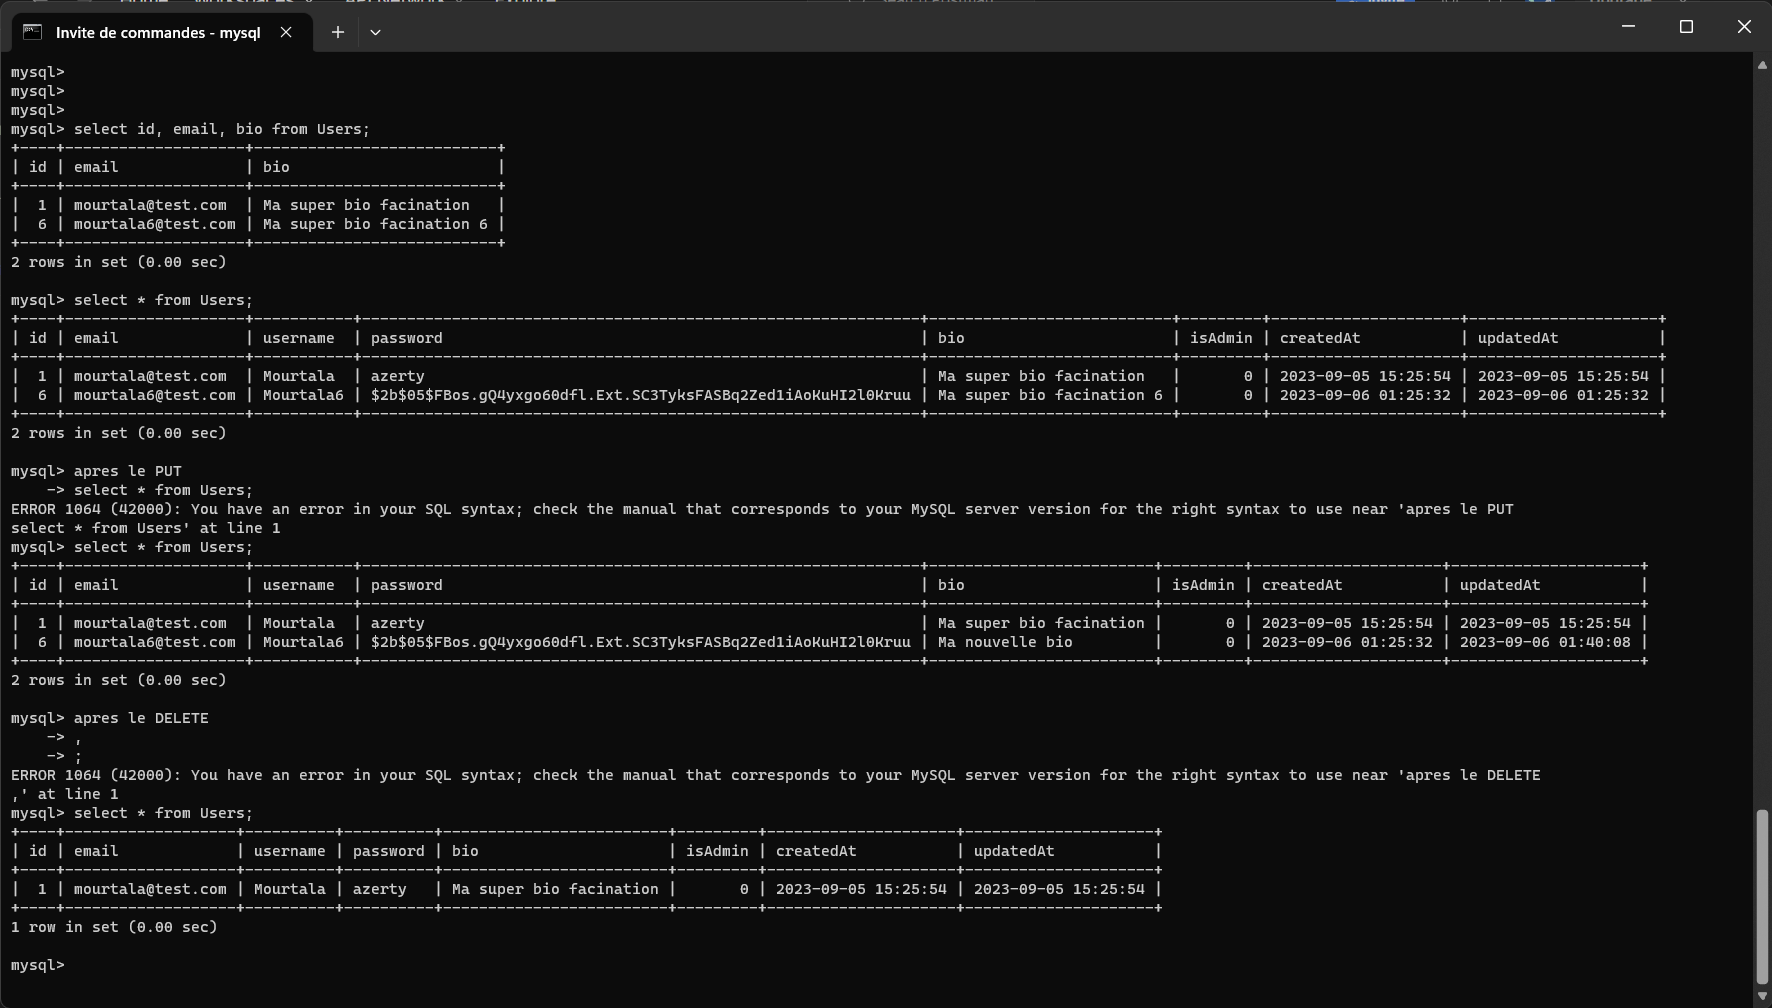 Invite de commandes - mysql
mysql>
mysql>
mysql>
mysql> select id, email, bio from Users;
+----+--------------------+---------------------------+
| id | email              | bio                       |
+----+--------------------+---------------------------+
|  1 | mourtala@test.com  | Ma super bio facination   |
|  6 | mourtala6@test.com | Ma super bio facination 6 |
+----+--------------------+---------------------------+
2 rows in set (0.00 sec)
mysql> select * from Users;
+----+--------------------+-----------+--------------------------------------------------------------+---------------------------+---------+---------------------+---------------------+
| id | email              | username  | password                                                     | bio                       | isAdmin | createdAt           | updatedAt           |
+----+--------------------+-----------+--------------------------------------------------------------+---------------------------+---------+---------------------+---------------------+
|  1 | mourtala@test.com  | Mourtala  | azerty                                                       | Ma super bio facination   |       0 | 2023-09-05 15:25:54 | 2023-09-05 15:25:54 |
|  6 | mourtala6@test.com | Mourtala6 | $2b$05$FBos.gQ4yxgo60dfl.Ext.SC3TyksFASBq2Zed1iAoKuHI2l0Kruu | Ma super bio facination 6 |       0 | 2023-09-06 01:25:32 | 2023-09-06 01:25:32 |
+----+--------------------+-----------+--------------------------------------------------------------+---------------------------+---------+---------------------+---------------------+
2 rows in set (0.00 sec)
mysql> apres le PUT
    -> select * from Users;
ERROR 1064 (42000): You have an error in your SQL syntax; check the manual that corresponds to your MySQL server version for the right syntax to use near 'apres le PUT
select * from Users' at line 1
mysql> select * from Users;
+----+--------------------+-----------+--------------------------------------------------------------+-------------------------+---------+---------------------+---------------------+
| id | email              | username  | password                                                     | bio                     | isAdmin | createdAt           | updatedAt           |
+----+--------------------+-----------+--------------------------------------------------------------+-------------------------+---------+---------------------+---------------------+
|  1 | mourtala@test.com  | Mourtala  | azerty                                                       | Ma super bio facination |       0 | 2023-09-05 15:25:54 | 2023-09-05 15:25:54 |
|  6 | mourtala6@test.com | Mourtala6 | $2b$05$FBos.gQ4yxgo60dfl.Ext.SC3TyksFASBq2Zed1iAoKuHI2l0Kruu | Ma nouvelle bio         |       0 | 2023-09-06 01:25:32 | 2023-09-06 01:40:08 |
+----+--------------------+-----------+--------------------------------------------------------------+-------------------------+---------+---------------------+---------------------+
2 rows in set (0.00 sec)
mysql> apres le DELETE
    -> ,
    -> ;
ERROR 1064 (42000): You have an error in your SQL syntax; check the manual that corresponds to your MySQL server version for the right syntax to use near 'apres le DELETE
,' at line 1
mysql> select * from Users;
+----+-------------------+----------+----------+-------------------------+---------+---------------------+---------------------+
| id | email             | username | password | bio                     | isAdmin | createdAt           | updatedAt           |
+----+-------------------+----------+----------+-------------------------+---------+---------------------+---------------------+
|  1 | mourtala@test.com | Mourtala | azerty   | Ma super bio facination |       0 | 2023-09-05 15:25:54 | 2023-09-05 15:25:54 |
+----+-------------------+----------+----------+-------------------------+---------+---------------------+---------------------+
1 row in set (0.00 sec)
mysql>